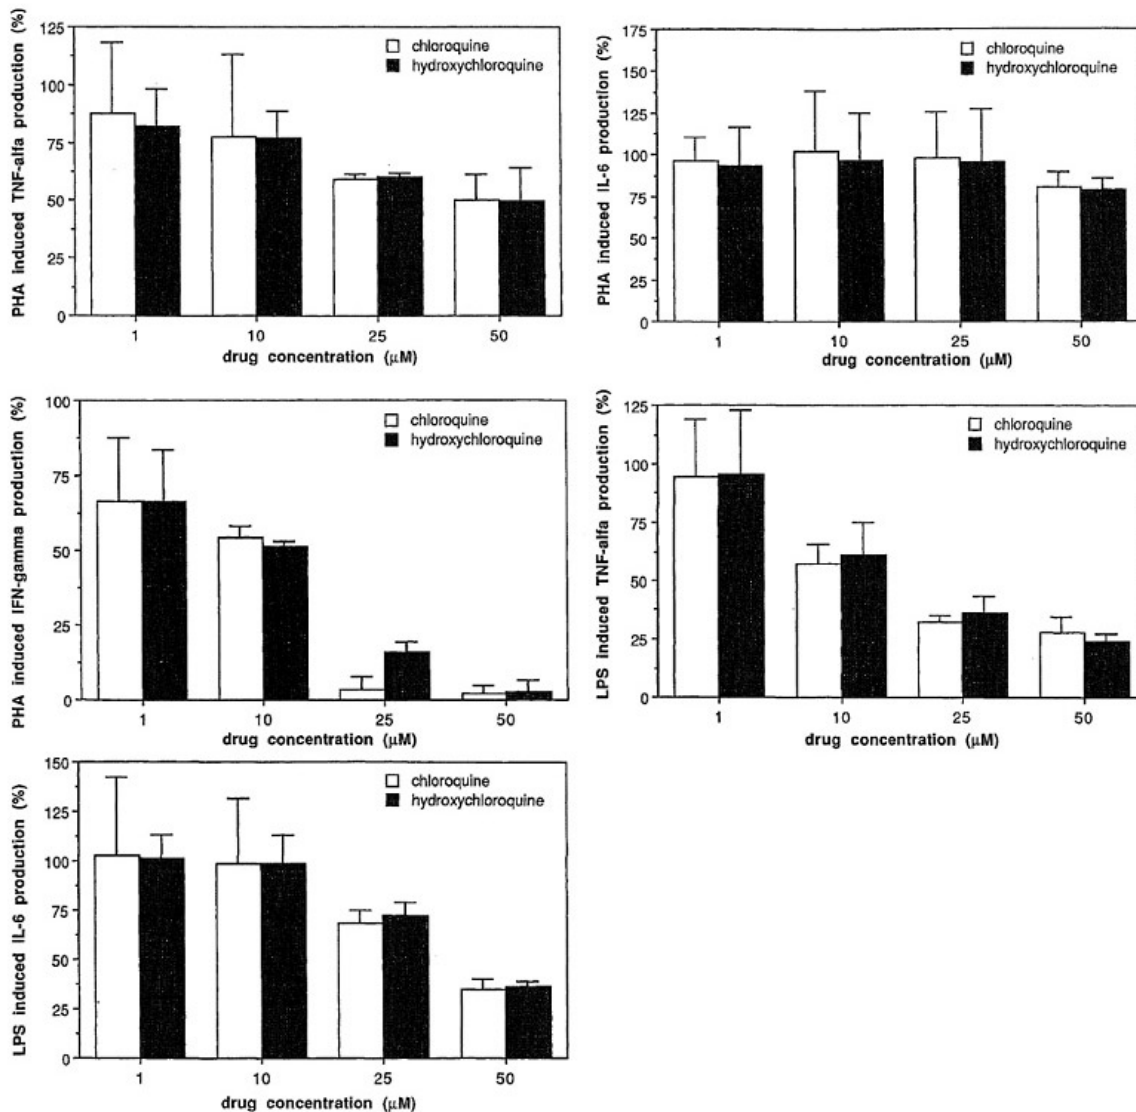 PHA induced TNF-alfa production (%)
125
100
75
50
25
0
chloroquine
hydroxychloroquine
1 10 25 50
drug concentration (μM)
PHA induced IL-6 production (%)
175
150
125
100
75
50
25
0
chloroquine
hydroxychloroquine
1 10 25 50
drug concentration (μM)
PHA induced IFN-gamma production (%)
100
75
50
25
0
chloroquine
hydroxychloroquine
1 10 25 50
drug concentration (μM)
LPS induced TNF-alfa production (%)
125
100
75
50
25
0
chloroquine
hydroxychloroquine
1 10 25 50
drug concentration (μM)
LPS induced IL-6 production (%)
150
125
100
75
50
25
0
chloroquine
hydroxychloroquine
1 10 25 50
drug concentration (μM)